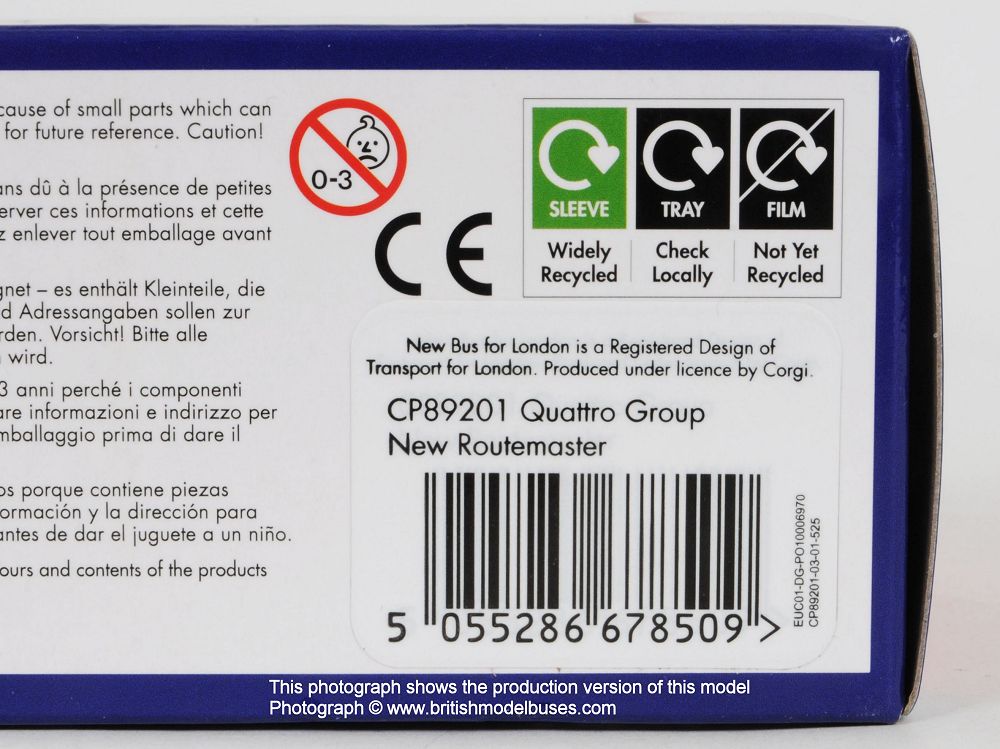 cause of small parts which can
for future reference. Caution!
ans dû à la présence de petites
erver ces informations et cette
z enlever tout emballage avant
gnet – es enthält Kleinteile, die
d Adressangaben sollen zur
rden. Vorsicht! Bitte alle
wird.
3 anni perché i componenti
are informazioni e indirizzo per
mballaggio prima di dare il
os porque contiene piezas
ormación y la dirección para
antes de dar el juguete a un niño.
ours and contents of the products
0-3
CE
SLEEVE TRAY FILM
Widely Check Not Yet
Recycled Locally Recycled
New Bus for London is a Registered Design of
Transport for London. Produced under licence by Corgi.
CP89201 Quattro Group
New Routemaster
5 055286 678509 >
EUC01-DG-PO10006970
CP89201-03-01-525
This photograph shows the production version of this model
Photograph © www.britishmodelbuses.com